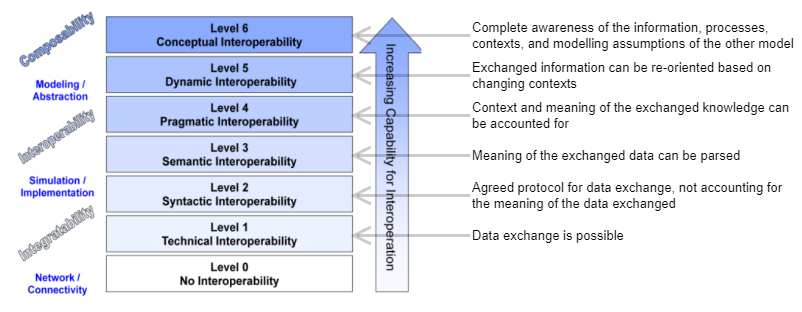 Composability
Modeling /
Abstraction
Interoperability
Simulation /
Implementation
Integratability
Network /
Connectivity
Level 6
Conceptual Interoperability
Level 5
Dynamic Interoperability
Level 4
Pragmatic Interoperability
Level 3
Semantic Interoperability
Level 2
Syntactic Interoperability
Level 1
Technical Interoperability
Level 0
No Interoperability
Increasing Capability for Interoperation
Complete awareness of the information, processes,
contexts, and modelling assumptions of the other model
Exchanged information can be re-oriented based on
changing contexts
Context and meaning of the exchanged knowledge can
be accounted for
Meaning of the exchanged data can be parsed
Agreed protocol for data exchange, not accounting for
the meaning of the data exchanged
Data exchange is possible